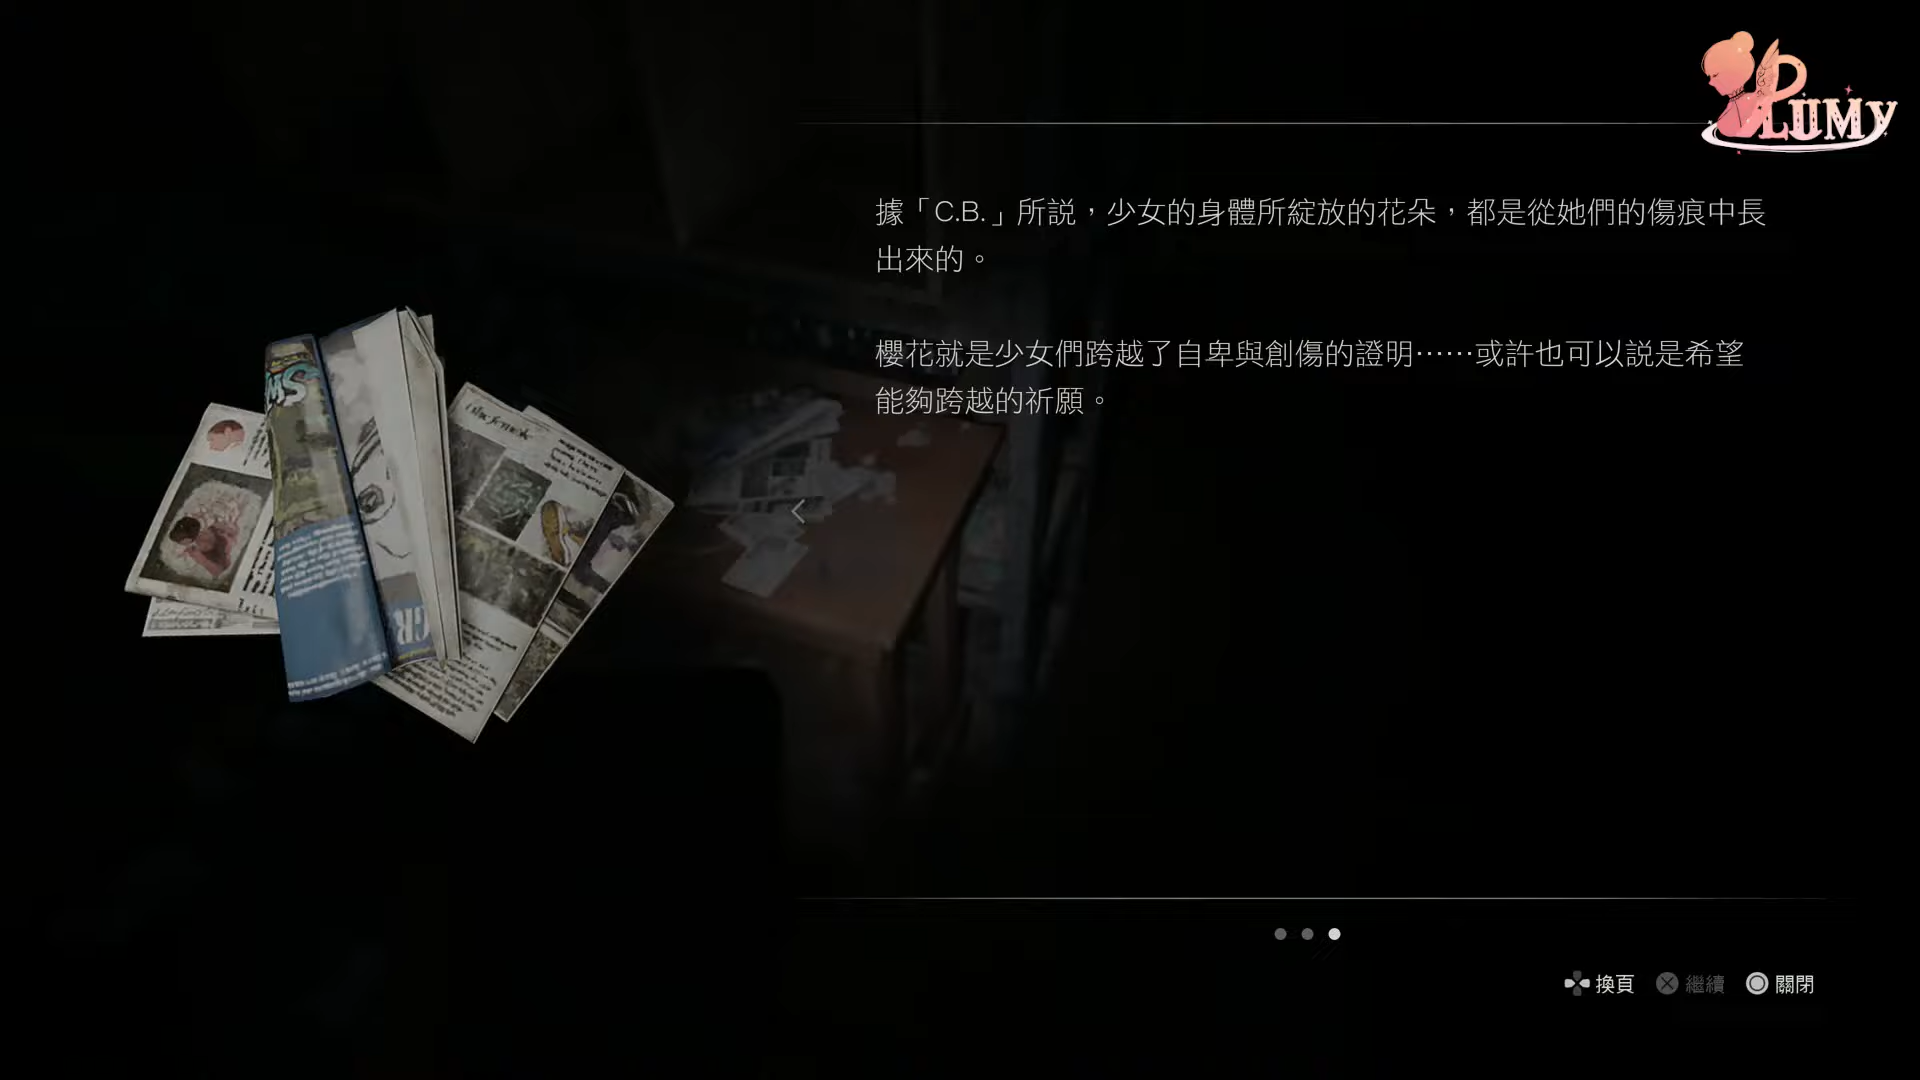 PLUMY
據「C.B.」所説，少女的身體所綻放的花朵，都是從她們的傷痕中長
出來的。
櫻花就是少女們跨越了自卑與創傷的證明⋯⋯或許也可以説是希望
能夠跨越的祈願。
換頁 繼續 關閉